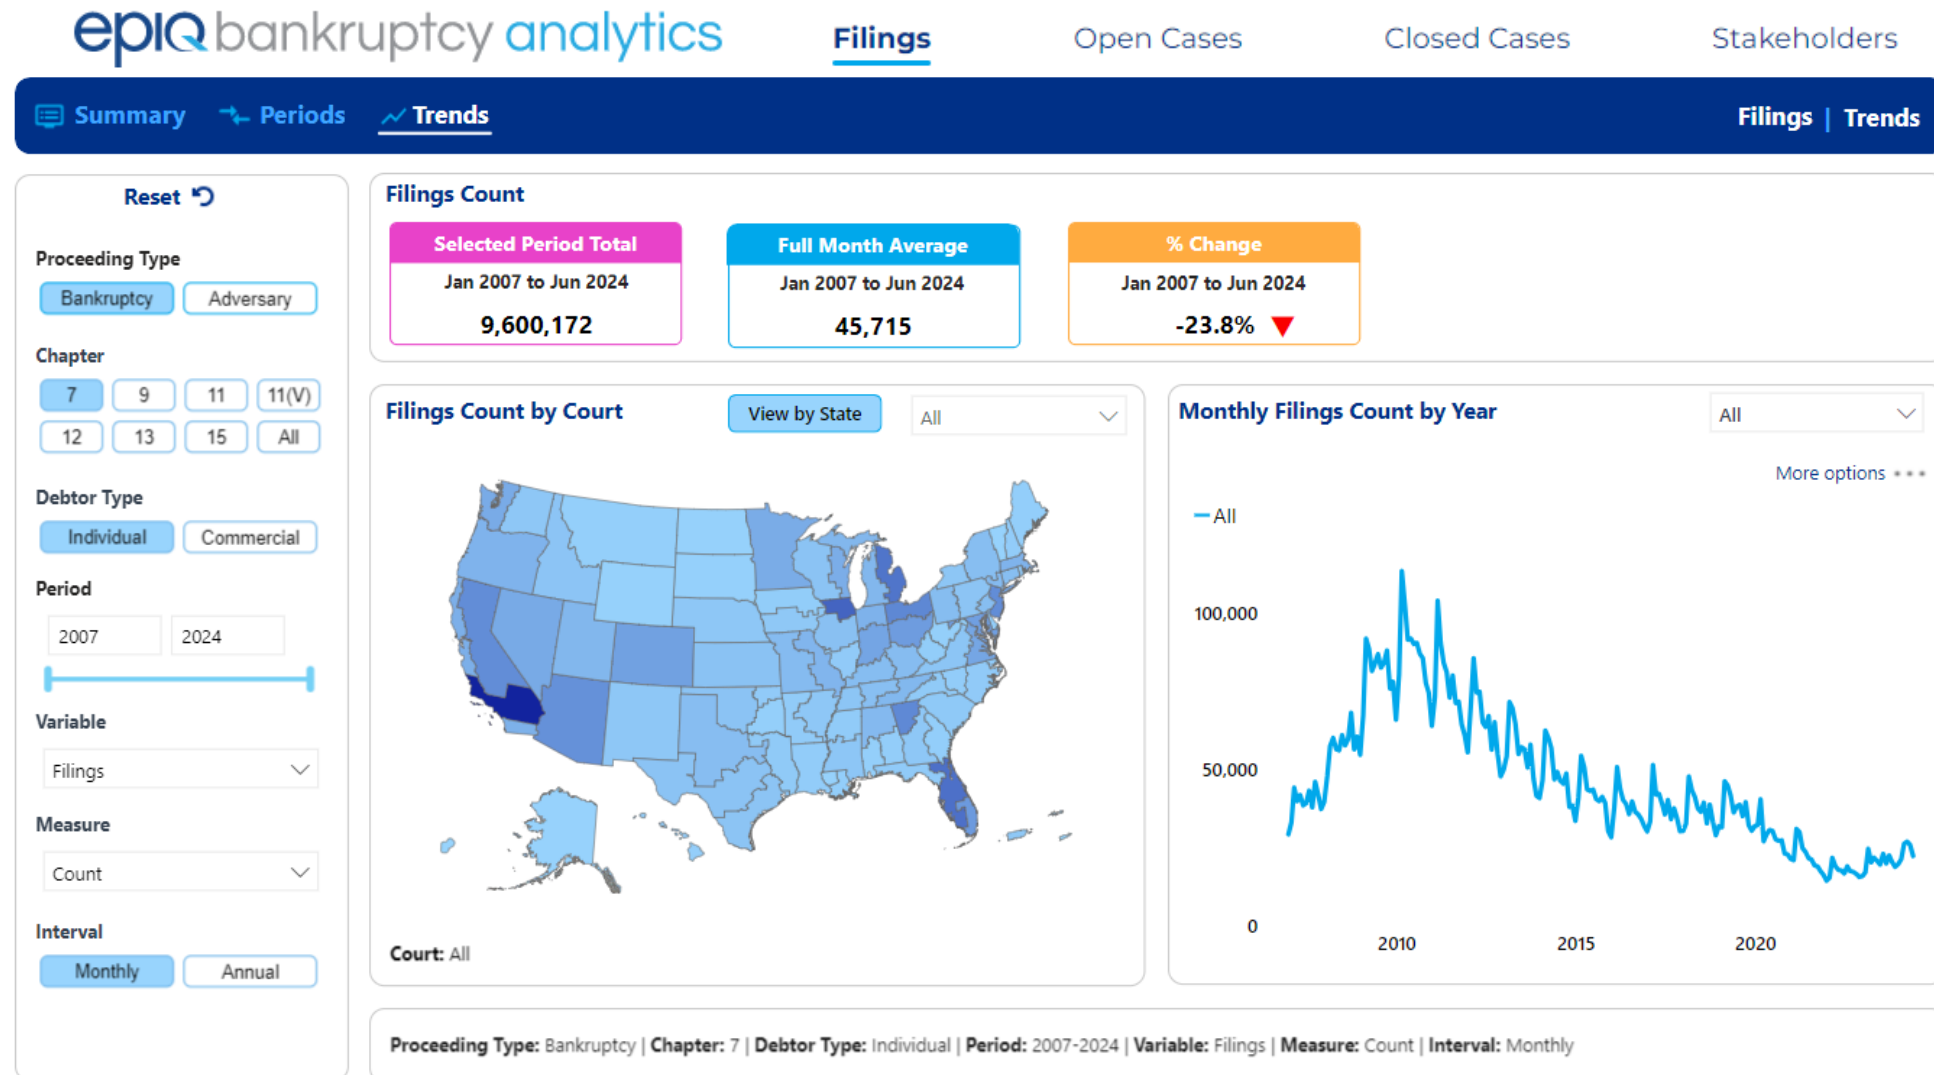 epiq bankruptcy analytics
Filings
Open Cases
Closed Cases
Stakeholders
Summary
Periods
Trends
Filings | Trends
Reset
Proceeding Type
Bankruptcy
Adversary
Chapter
7
9
11
11(V)
12
13
15
All
Debtor Type
Individual
Commercial
Period
2007
2024
Variable
Filings
Measure
Count
Interval
Monthly
Annual
Filings Count
Selected Period Total
Jan 2007 to Jun 2024
9,600,172
Full Month Average
Jan 2007 to Jun 2024
45,715
% Change
Jan 2007 to Jun 2024
-23.8%
Filings Count by Court
View by State
All
Court: All
Monthly Filings Count by Year
All
More options
All
100,000
50,000
0
2010
2015
2020
Proceeding Type: Bankruptcy | Chapter: 7 | Debtor Type: Individual | Period: 2007-2024 | Variable: Filings | Measure: Count | Interval: Monthly